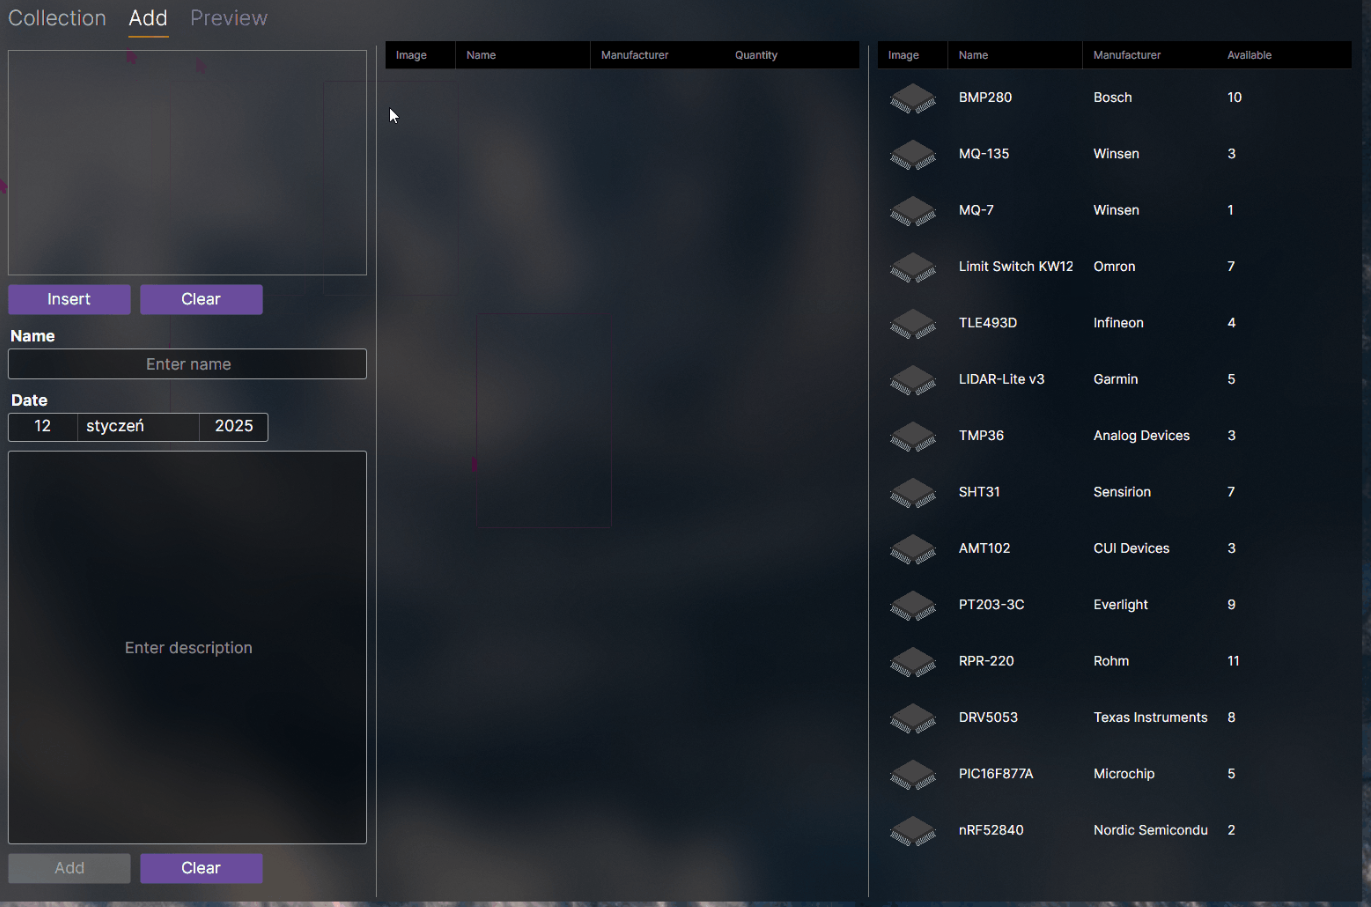 Collection Add Preview
Insert Clear
Name
Enter name
Date
12 styczeń 2025
Enter description
Add Clear
Image Name Manufacturer Quantity
Image Name Manufacturer Available
BMP280 Bosch 10
MQ-135 Winsen 3
MQ-7 Winsen 1
Limit Switch KW12 Omron 7
TLE493D Infineon 4
LIDAR-Lite v3 Garmin 5
TMP36 Analog Devices 3
SHT31 Sensirion 7
AMT102 CUI Devices 3
PT203-3C Everlight 9
RPR-220 Rohm 11
DRV5053 Texas Instruments 8
PIC16F877A Microchip 5
nRF52840 Nordic Semicondu 2